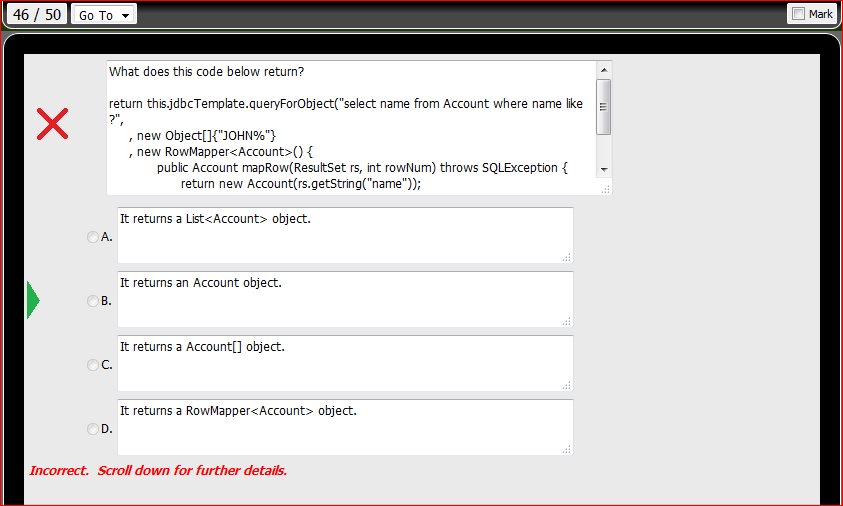 46 / 50 Go To Mark
What does this code below return?
return this.jdbcTemplate.queryForObject("select name from Account where name like
?",
, new Object[]{"JOHN%"}
, new RowMapper<Account>() {
public Account mapRow(ResultSet rs, int rowNum) throws SQLException {
return new Account(rs.getString("name"));
A. It returns a List<Account> object.
B. It returns an Account object.
C. It returns a Account[] object.
D. It returns a RowMapper<Account> object.
Incorrect. Scroll down for further details.